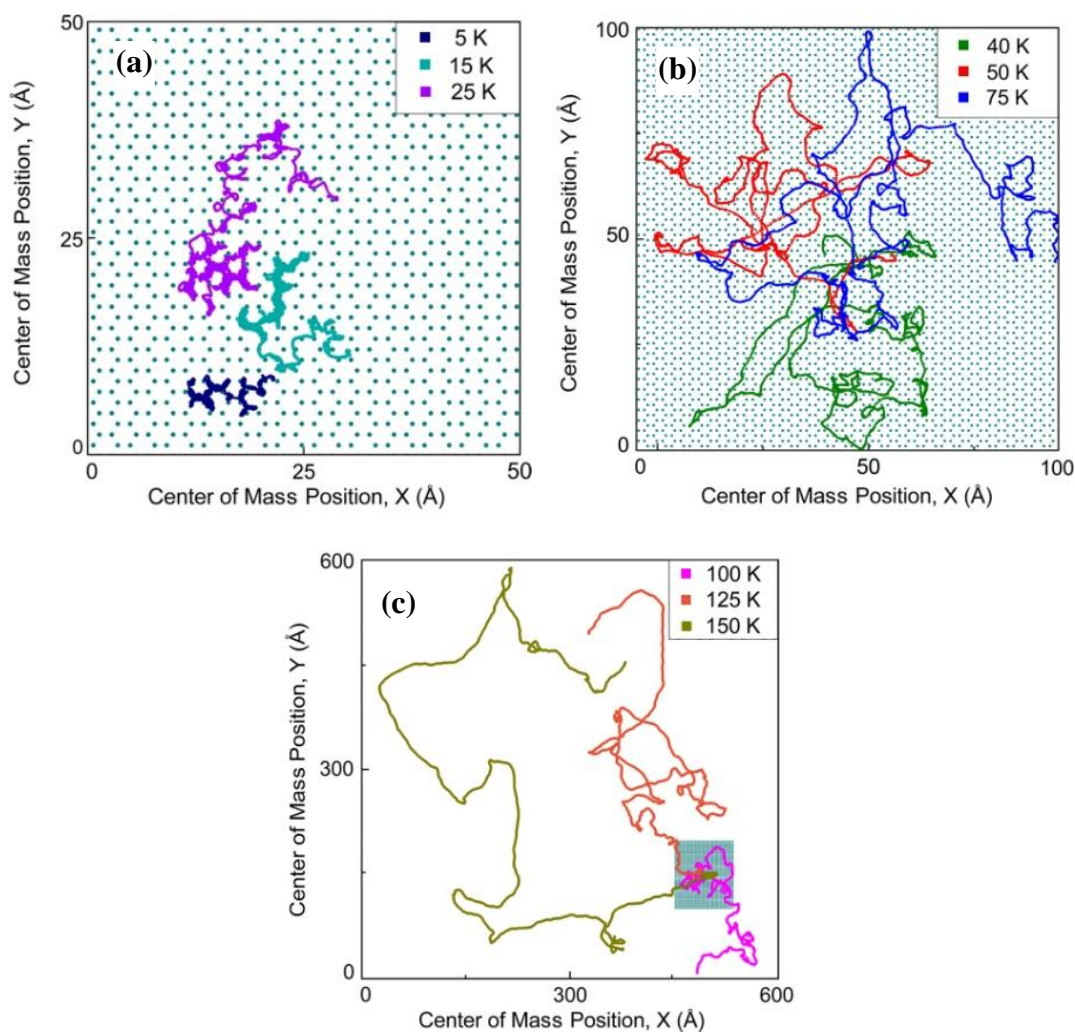 (a)
5 K
15 K
25 K
50
25
0
Center of Mass Position, Y (Å)
0 25 50
Center of Mass Position, X (Å)
(b)
40 K
50 K
75 K
100
50
0
Center of Mass Position, Y (Å)
0 50 100
Center of Mass Position, X (Å)
(c)
100 K
125 K
150 K
600
300
0
Center of Mass Position, Y (Å)
0 300 600
Center of Mass Position, X (Å)